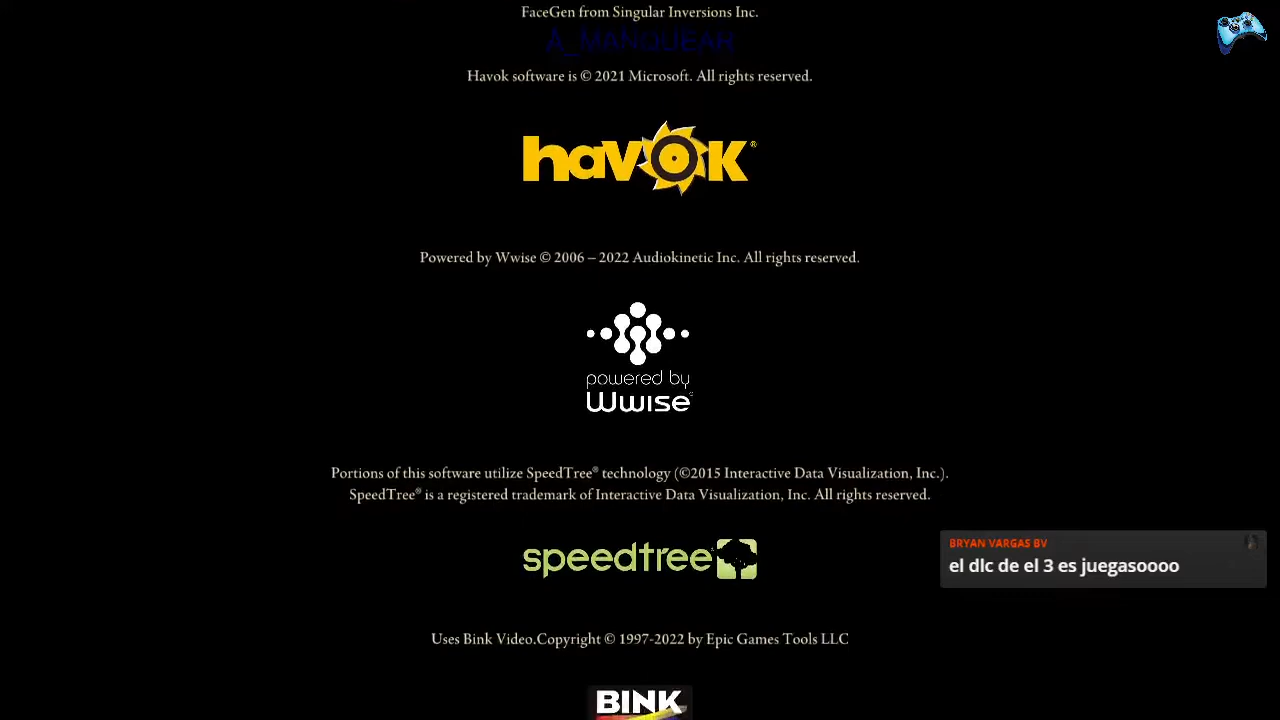 FaceGen from Singular Inversions Inc.
A_MANQUEAR
Havok software is © 2021 Microsoft. All rights reserved.
havok®
Powered by Wwise © 2006 – 2022 Audiokinetic Inc. All rights reserved.
powered by
Wwise
Portions of this software utilize SpeedTree® technology (©2015 Interactive Data Visualization, Inc.).
SpeedTree® is a registered trademark of Interactive Data Visualization, Inc. All rights reserved.
speedtree
BRYAN VARGAS BV
el dlc de el 3 es juegasoooo
Uses Bink Video.Copyright © 1997-2022 by Epic Games Tools LLC
BINK